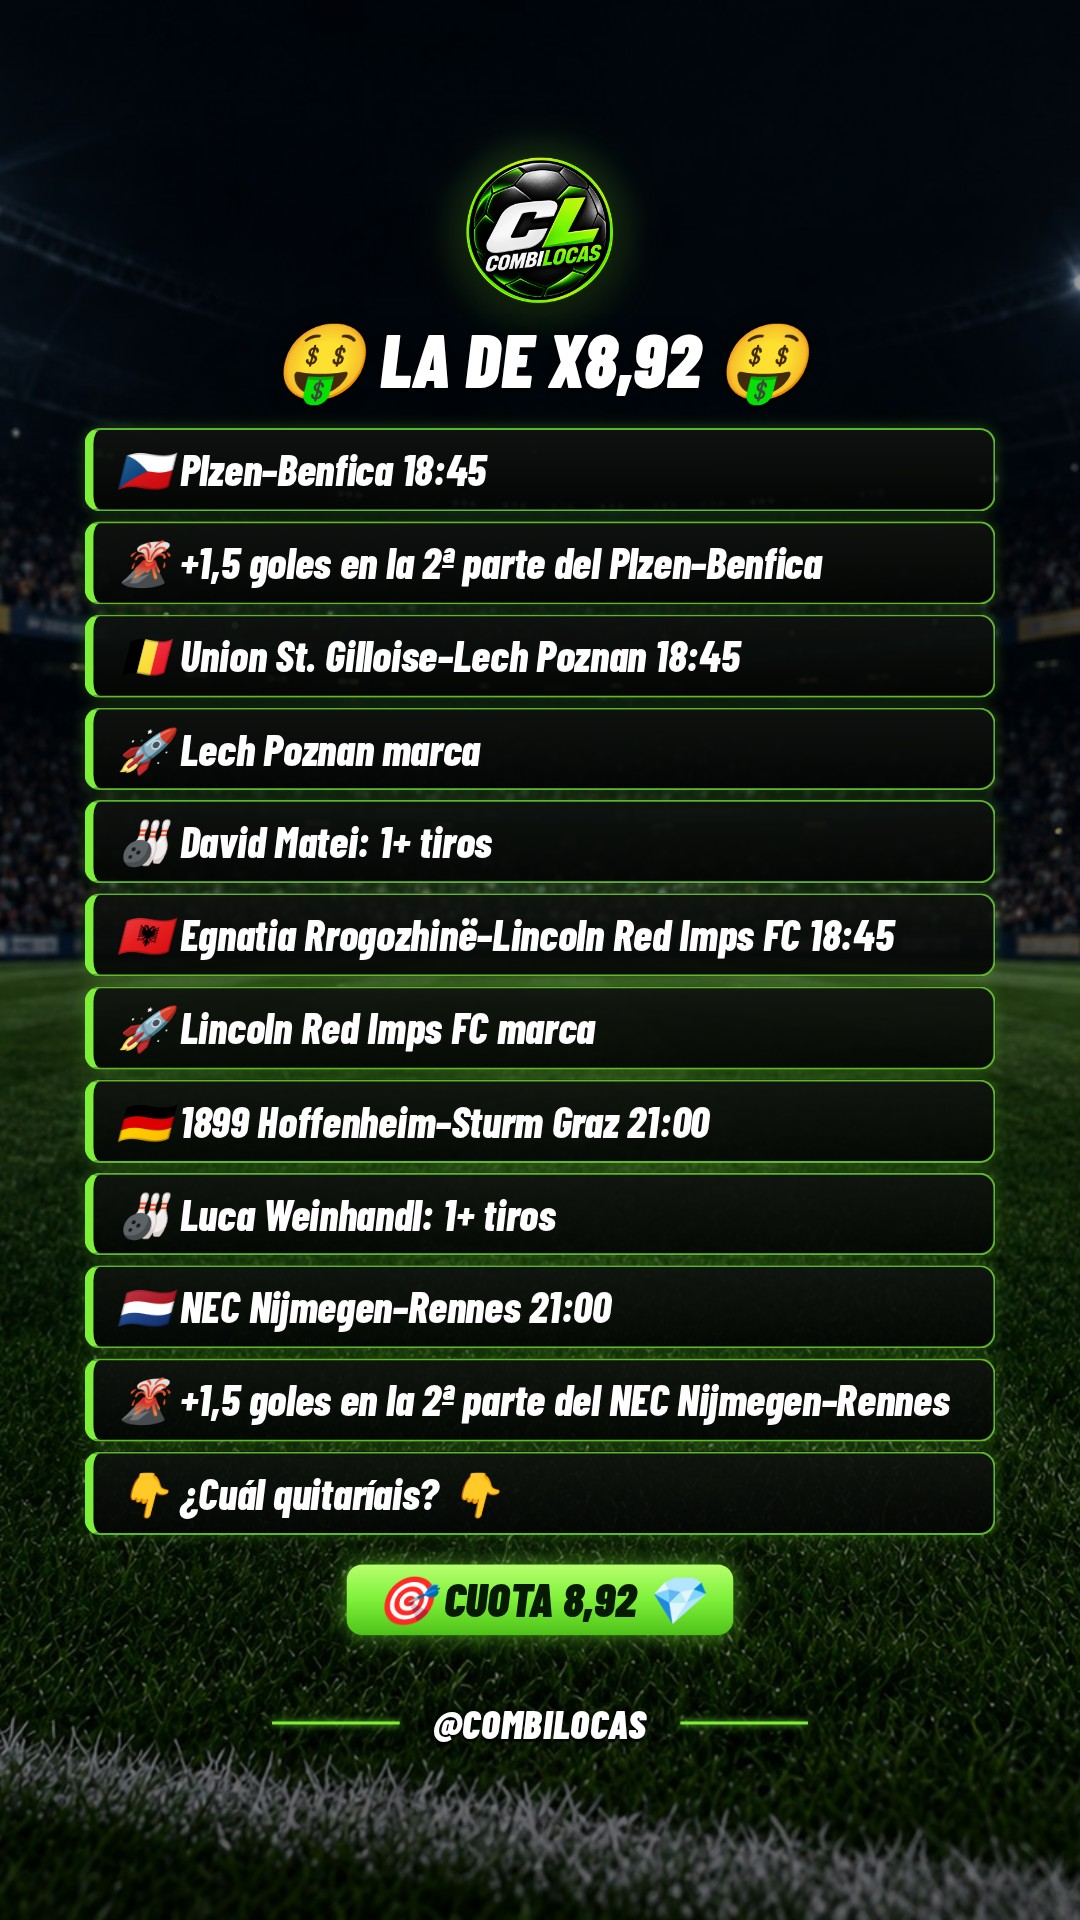 CL
COMBILOCAS
🤑 LA DE X8,92 🤑
🇨🇿 Plzen-Benfica 18:45
🌋 +1,5 goles en la 2ª parte del Plzen-Benfica
🇧🇪 Union St. Gilloise-Lech Poznan 18:45
🚀 Lech Poznan marca
🎳 David Matei: 1+ tiros
🇦🇱 Egnatia Rrogozhinë-Lincoln Red Imps FC 18:45
🚀 Lincoln Red Imps FC marca
🇩🇪 1899 Hoffenheim-Sturm Graz 21:00
🎳 Luca Weinhandl: 1+ tiros
🇳🇱 NEC Nijmegen-Rennes 21:00
🌋 +1,5 goles en la 2ª parte del NEC Nijmegen-Rennes
👇 ¿Cuál quitaríais? 👇
🎯 CUOTA 8,92 💎
@COMBILOCAS